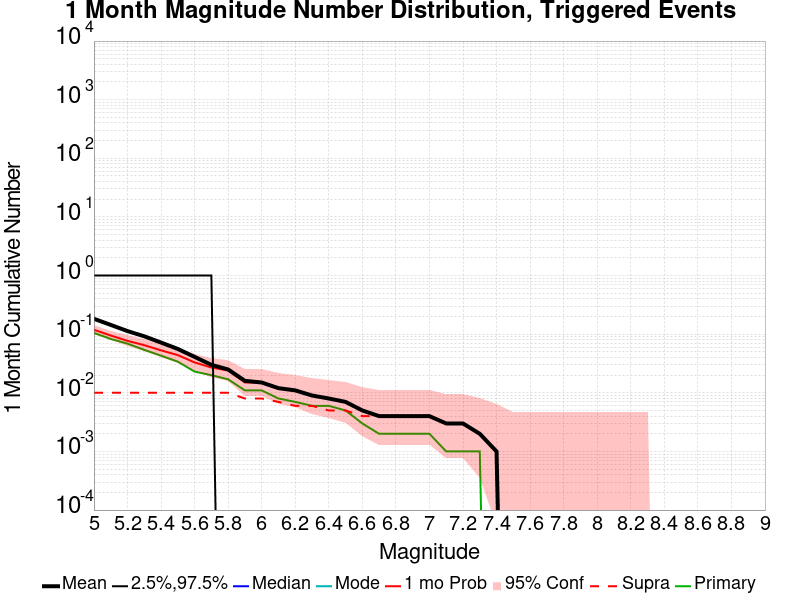 1 Month Magnitude Number Distribution, Triggered Events
1 Month Cumulative Number
10^4
10^3
10^2
10^1
10^0
10^-1
10^-2
10^-3
10^-4
5 5.2 5.4 5.6 5.8 6 6.2 6.4 6.6 6.8 7 7.2 7.4 7.6 7.8 8 8.2 8.4 8.6 8.8 9
Magnitude
Mean 2.5%,97.5% Median Mode 1 mo Prob 95% Conf Supra Primary